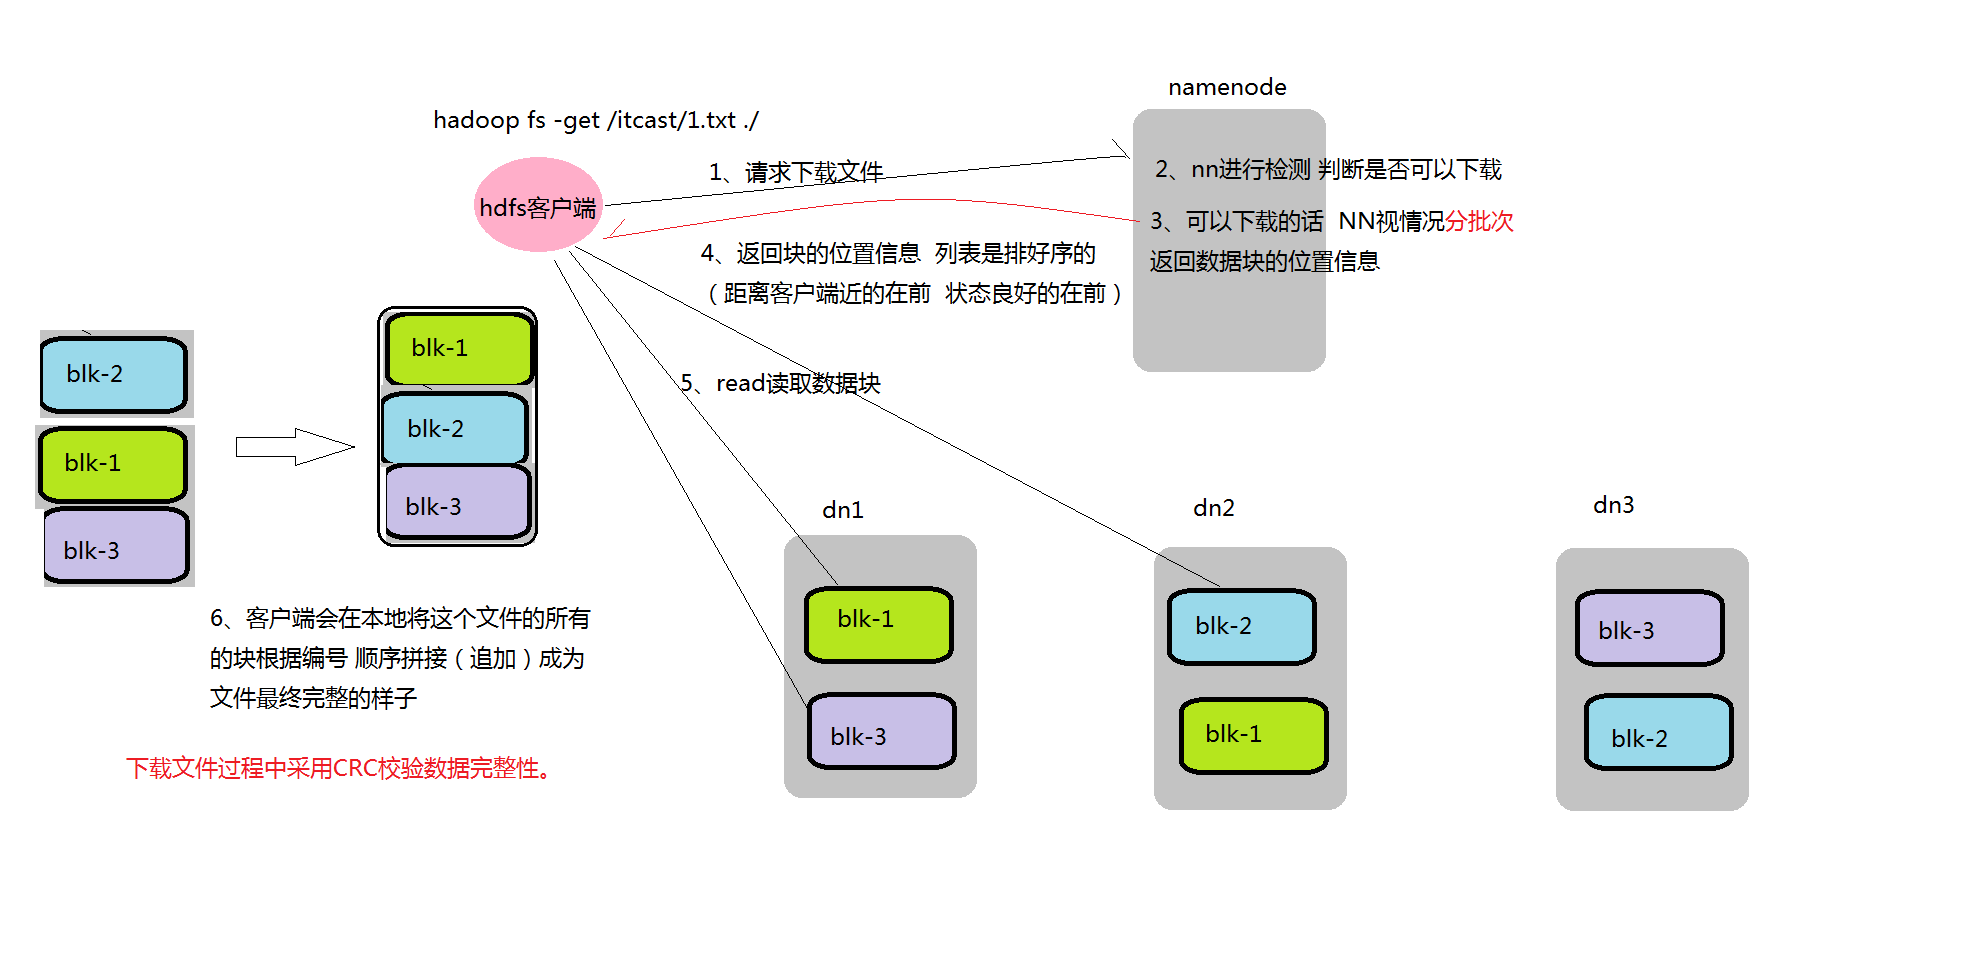 namenode
hadoop fs -get /itcast/1.txt ./
1、请求下载文件
2、nn进行检测 判断是否可以下载
hdfs客户端
3、可以下载的话 NN视情况分批次
返回数据块的位置信息
4、返回块的位置信息 列表是排好序的
（距离客户端近的在前 状态良好的在前）
blk-2
blk-1
blk-3
blk-1
blk-2
blk-3
5、read读取数据块
dn1
blk-1
blk-3
dn2
blk-2
blk-1
dn3
blk-3
blk-2
6、客户端会在本地将这个文件的所有
的块根据编号 顺序拼接（追加）成为
文件最终完整的样子
下载文件过程中采用CRC校验数据完整性。